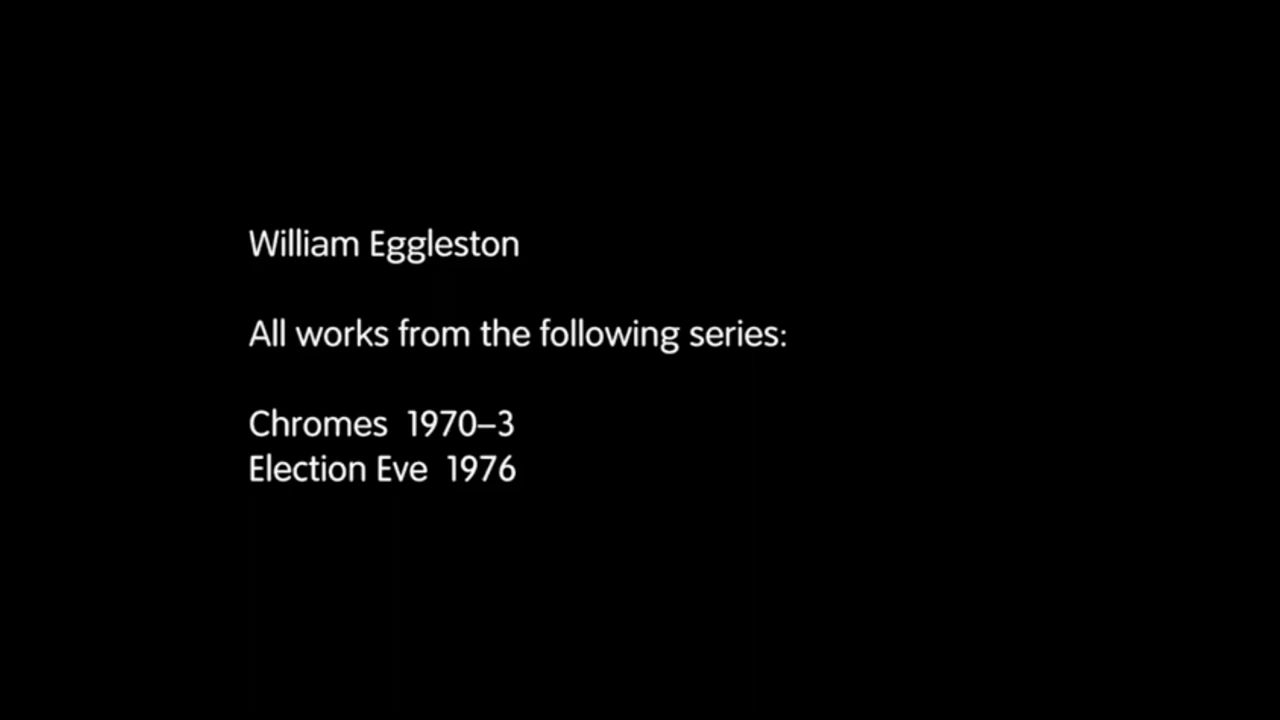 William Eggleston
All works from the following series:
Chromes 1970–3
Election Eve 1976